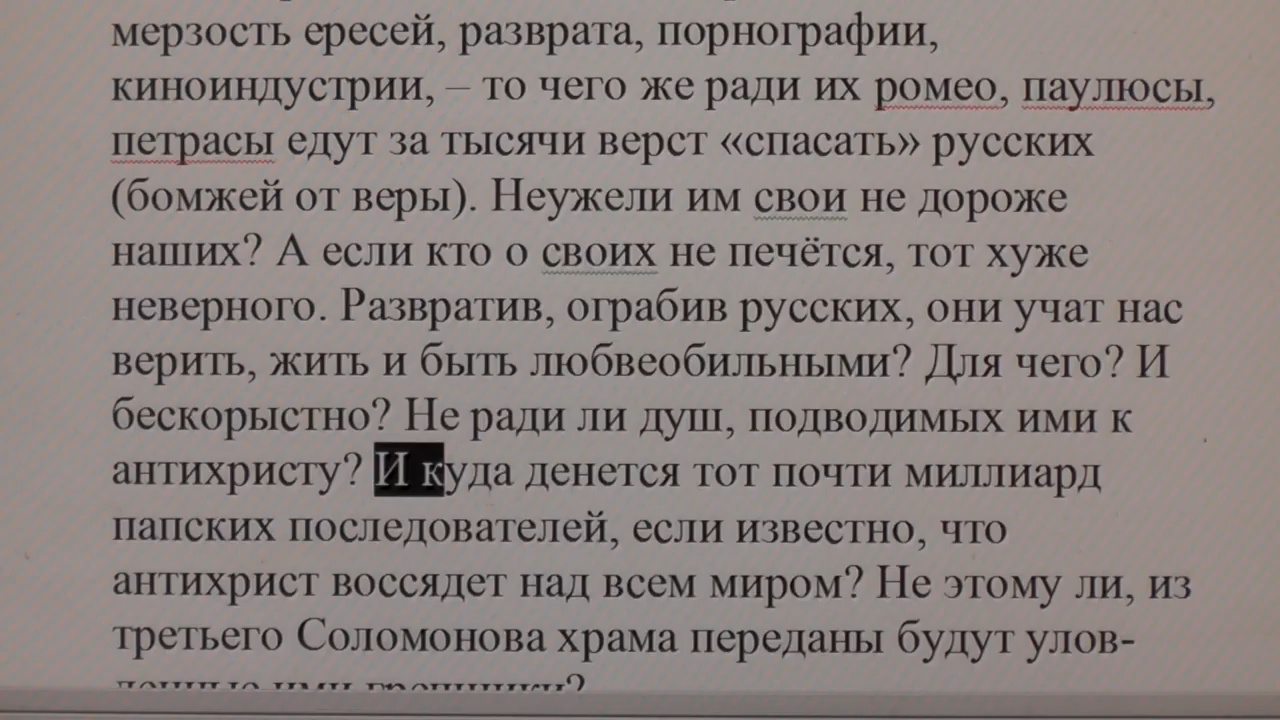 мерзость ересей, разврата, порнографии,
киноиндустрии, – то чего же ради их ромео, паулюсы,
петрасы едут за тысячи верст «спасать» русских
(бомжей от веры). Неужели им свои не дороже
наших? А если кто о своих не печётся, тот хуже
неверного. Развратив, ограбив русских, они учат нас
верить, жить и быть любвеобильными? Для чего? И
бескорыстно? Не ради ли душ, подводимых ими к
антихристу? И куда денется тот почти миллиард
папских последователей, если известно, что
антихрист воссядет над всем миром? Не этому ли, из
третьего Соломонова храма переданы будут улов-
ими грешники?